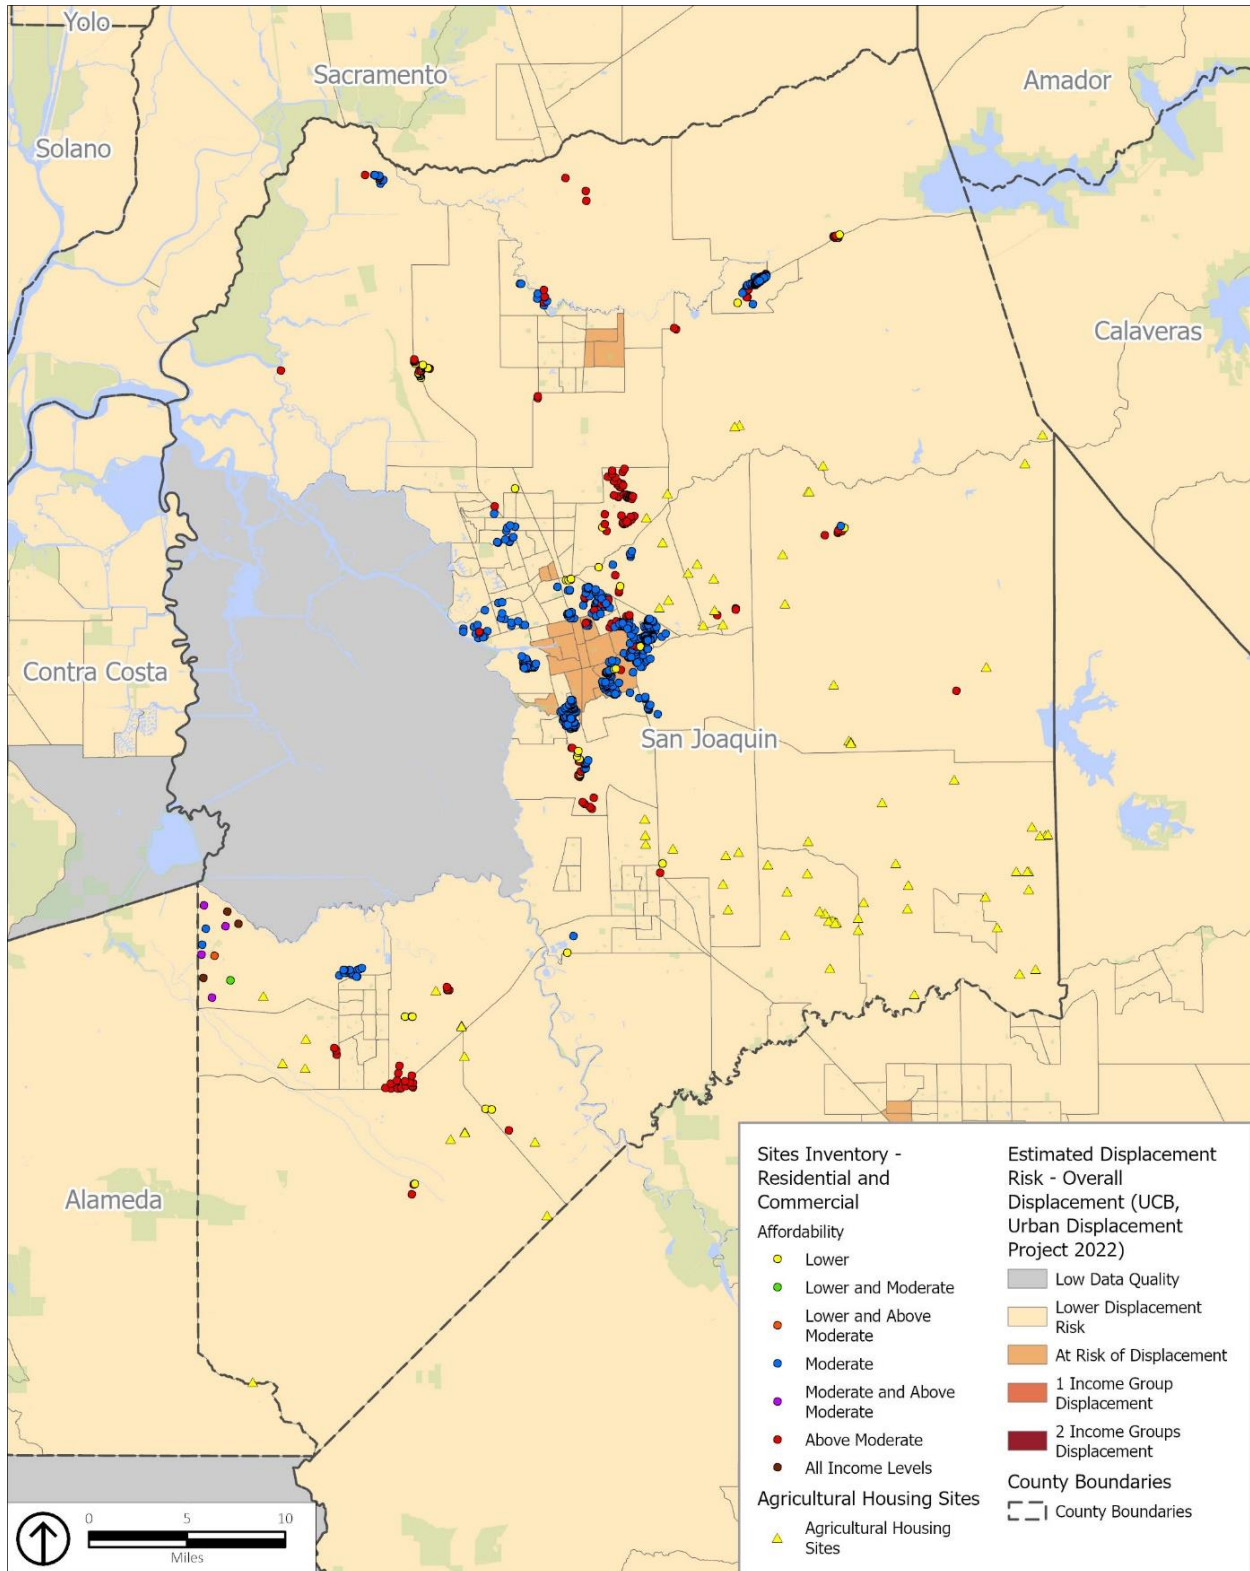 Yolo
Sacramento
Amador
Solano
Calaveras
Contra Costa
San Joaquin
Alameda
Sites Inventory -
Residential and
Commercial
Affordability
Lower
Lower and Moderate
Lower and Above
Moderate
Moderate
Moderate and Above
Moderate
Above Moderate
All Income Levels
Agricultural Housing Sites
Agricultural Housing
Sites
Estimated Displacement
Risk - Overall
Displacement (UCB,
Urban Displacement
Project 2022)
Low Data Quality
Lower Displacement
Risk
At Risk of Displacement
1 Income Group
Displacement
2 Income Groups
Displacement
County Boundaries
County Boundaries
0 5 10
Miles